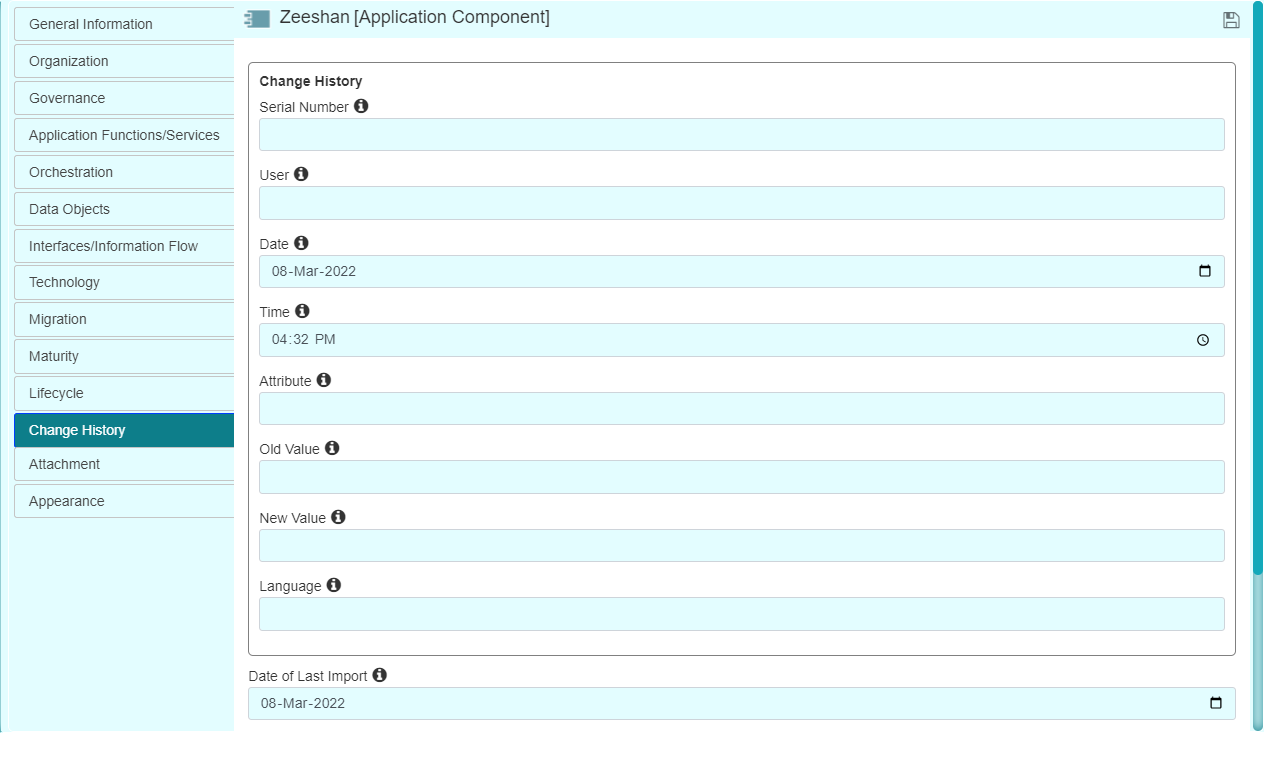 General Information
Organization
Governance
Application Functions/Services
Orchestration
Data Objects
Interfaces/Information Flow
Technology
Migration
Maturity
Lifecycle
Change History
Attachment
Appearance
Zeeshan [Application Component]
Change History
Serial Number
User
Date
08-Mar-2022
Time
04:32 PM
Attribute
Old Value
New Value
Language
Date of Last Import
08-Mar-2022